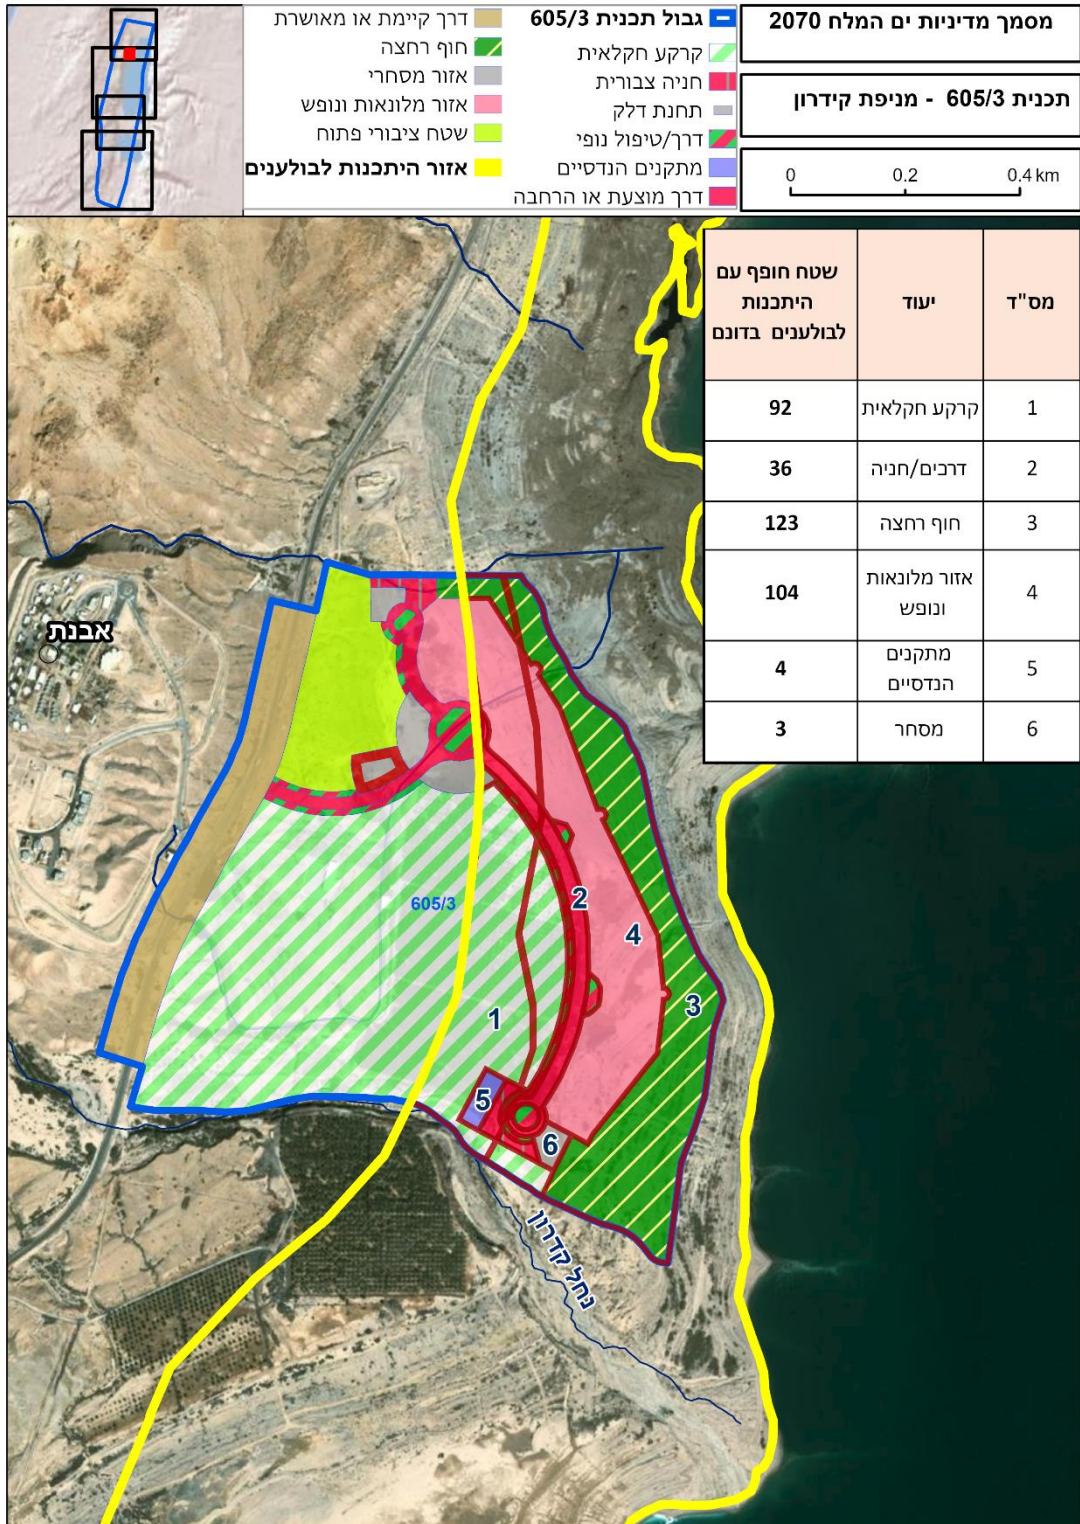 מסמך מדיניות ים המלח 2070
תכנית 605/3 - מניפת קידרון
0 0.2 0.4 km
גבול תכנית 605/3
קרקע חקלאית
חניה צבורית
תחנת דלק
דרך/טיפול נופי
מתקנים הנדסיים
דרך מוצעת או הרחבה
דרך קיימת או מאושרת
חוף רחצה
אזור מסחרי
אזור מלונאות ונופש
שטח ציבורי פתוח
אזור היתכנות לבולענים
מס"ד
יעוד
שטח חופף עם
היתכנות
לבולענים בדונם
1 קרקע חקלאית 92
2 דרבים/חניה 36
3 חוף רחצה 123
4 אזור מלונאות
ונופש
104
5 מתקנים
הנדסיים
4
6 מסחר 3
אבנת
605/3
2
4
3
1
5
6
נחל קדרון